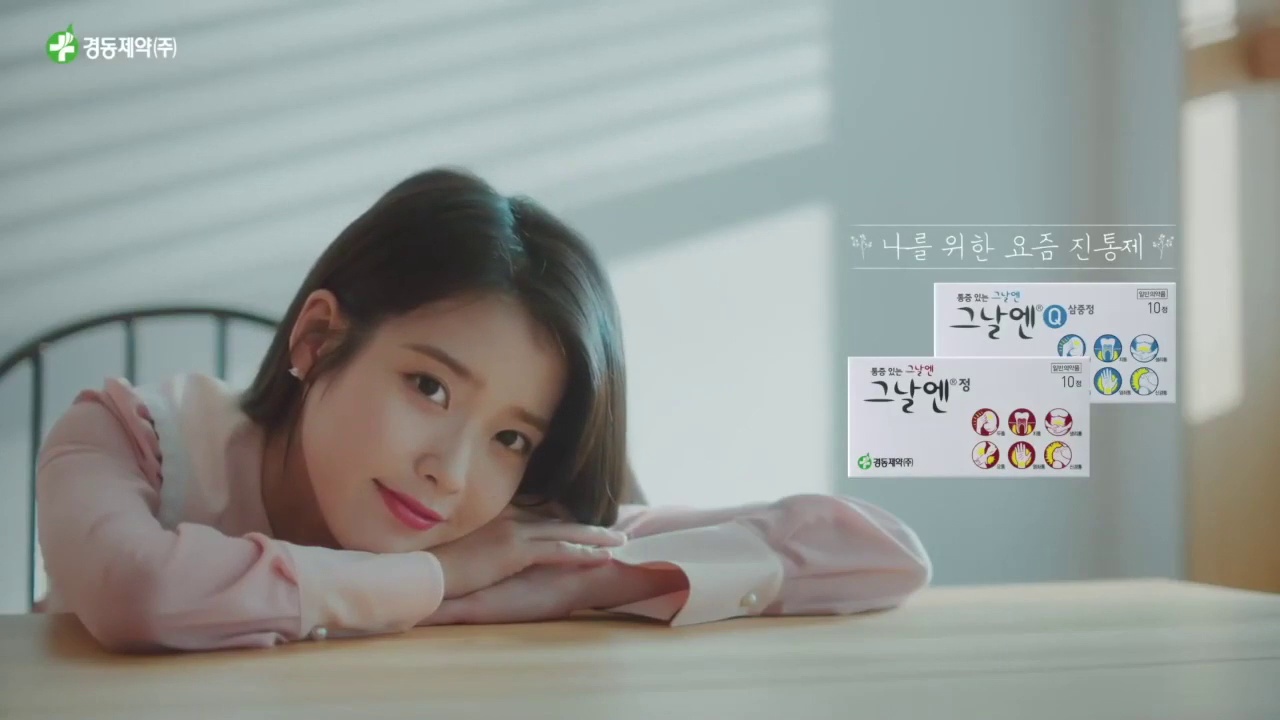 경동제약(주)
나를 위한 요즘 진통제
통증 있는 그날엔
일반의약품
그날엔® Q 삼중정
10정
통증 있는 그날엔
일반의약품
그날엔®정
10정
경동제약(주)